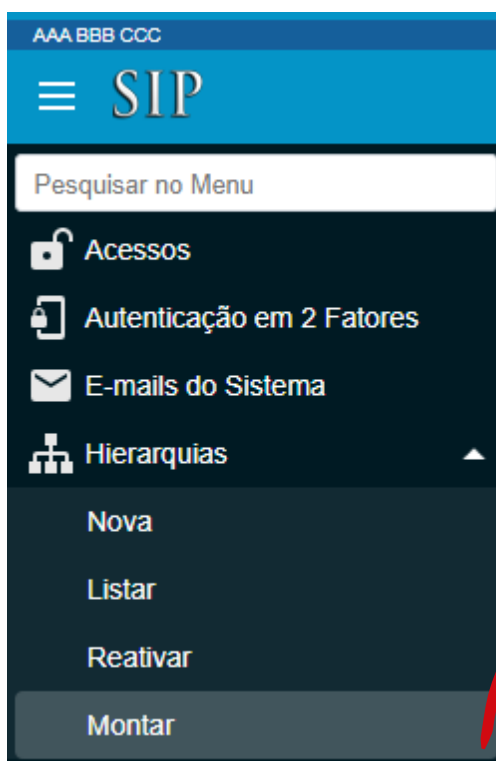 AAA BBB CCC
SIP
Pesquisar no Menu
Acessos
Autenticação em 2 Fatores
E-mails do Sistema
Hierarquias
Nova
Listar
Reativar
Montar